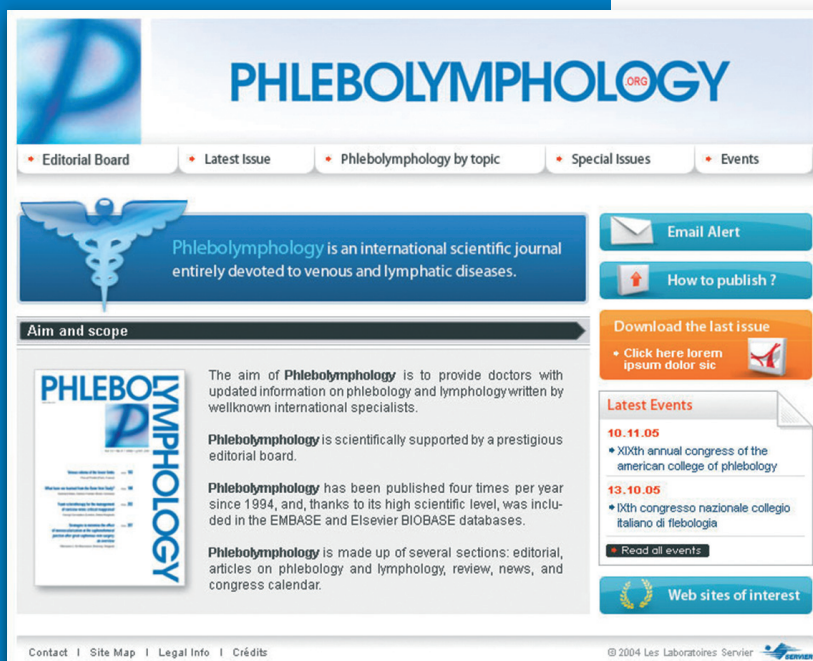 PHLEBOLYMPHOLOGY
.ORG
Editorial Board
Latest Issue
Phlebolymphology by topic
Special Issues
Events
Phlebolymphology is an international scientific journal
entirely devoted to venous and lymphatic diseases.
Email Alert
How to publish ?
Download the last issue
Click here lorem
ipsum dolor sic
Aim and scope
PHLEBO
LYMPHOLOGY
The aim of Phlebolymphology is to provide doctors with
updated information on phlebology and lymphology written by
wellknown international specialists.
Phlebolymphology is scientifically supported by a prestigious
editorial board.
Phlebolymphology has been published four times per year
since 1994, and, thanks to its high scientific level, was inclu-
ded in the EMBASE and Elsevier BIOBASE databases.
Phlebolymphology is made up of several sections: editorial,
articles on phlebology and lymphology, review, news, and
congress calendar.
Latest Events
10.11.05
XIXth annual congress of the
american college of phlebology
13.10.05
IXth congresso nazionale collegio
italiano di flebologia
Read all events
Web sites of interest
Contact | Site Map | Legal Info | Crédits
© 2004 Les Laboratoires Servier
SERVIER